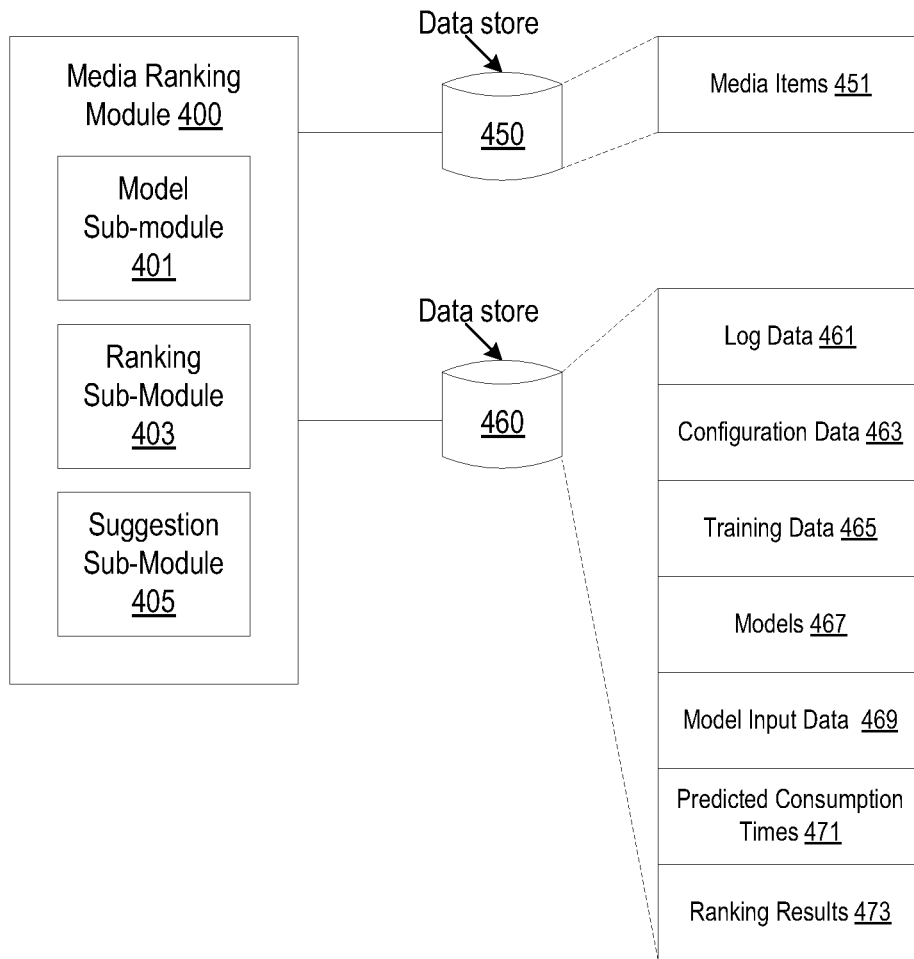 Media Ranking
Module 400
Model
Sub-module
401
Ranking
Sub-Module
403
Suggestion
Sub-Module
405
Data store
450
Media Items 451
Data store
460
Log Data 461
Configuration Data 463
Training Data 465
Models 467
Model Input Data 469
Predicted Consumption
Times 471
Ranking Results 473